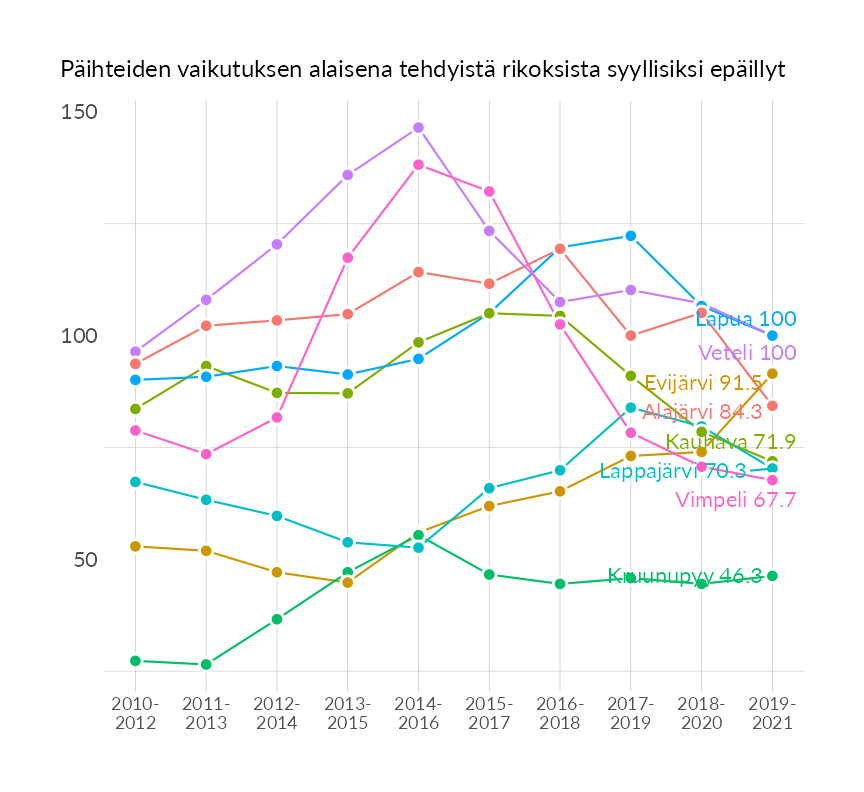 Päihteiden vaikutuksen alaisena tehdyistä rikoksista syyllisiksi epäillyt
150
100
50
Lapua 100
Veteli 100
Evijärvi 91.5
Alajärvi 84.3
Kauhava 71.9
Lappajärvi 70.3
Vimpeli 67.7
Kruunupyy 46.3
2010-
2012
2011-
2013
2012-
2014
2013-
2015
2014-
2016
2015-
2017
2016-
2018
2017-
2019
2018-
2020
2019-
2021